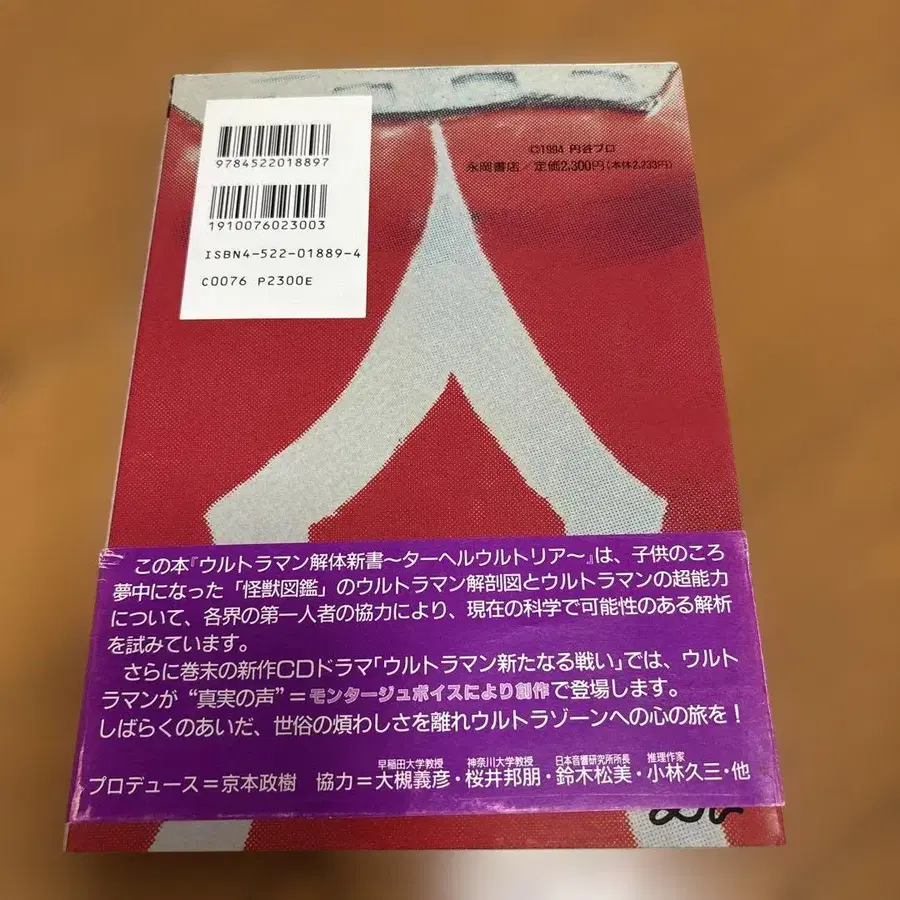 9784522018897
1910076023003
ISBN4-522-01889-4
C0076 P2300E
©1994 円谷プロ
永岡書店／定価2,300円(本体2,233円)
この本『ウルトラマン解体新書〜ターヘルウルトリア〜』は、子供のころ
夢中になった「怪獣図鑑」のウルトラマン解剖図とウルトラマンの超能力
について、各界の第一人者の協力により、現在の科学で可能性のある解析
を試みています。
さらに巻末の新作CDドラマ「ウルトラマン新たなる戦い」では、ウルト
ラマンが“真実の声”＝モンタージュボイスにより創作で登場します。
しばらくのあいだ、世俗の煩わしさを離れウルトラゾーンへの心の旅を！
早稲田大学教授 神奈川大学教授 日本音響研究所所長 推理作家
プロデュース＝京本政樹 協力＝大槻義彦・桜井邦朋・鈴木松美・小林久三・他